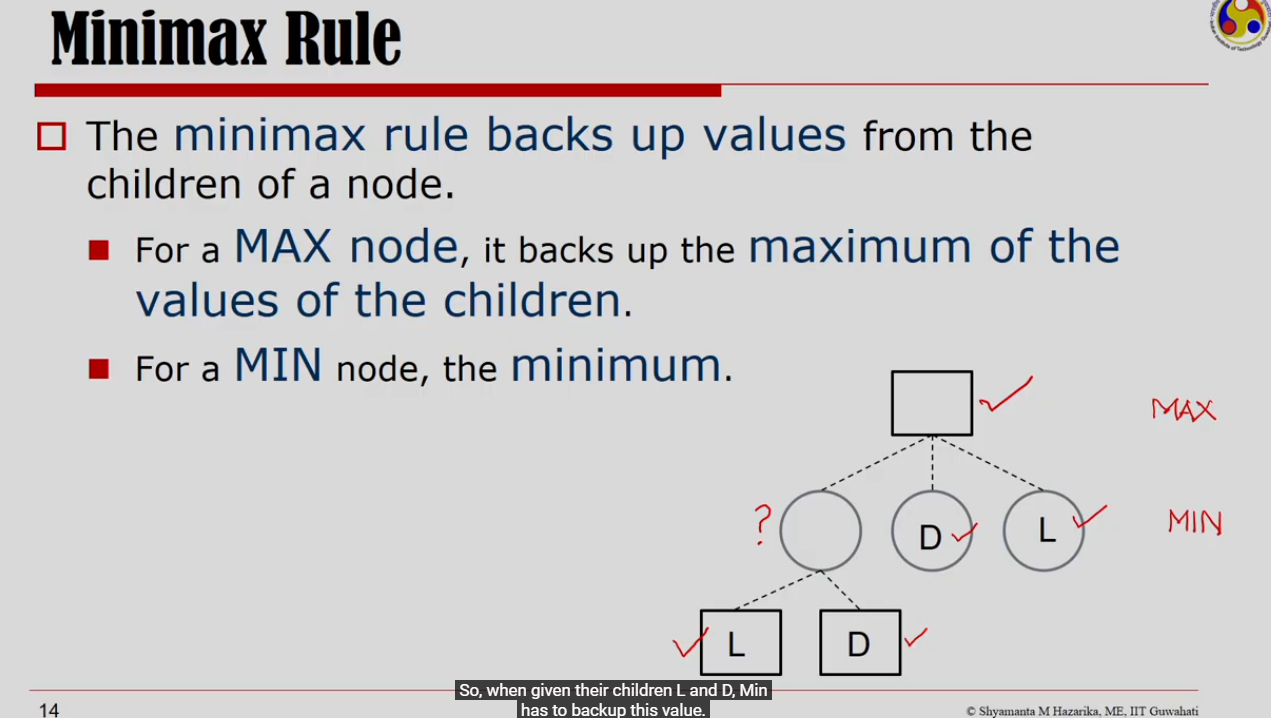 Minimax Rule
The minimax rule backs up values from the
children of a node.
For a MAX node, it backs up the maximum of the
values of the children.
For a MIN node, the minimum.
MAX
?
D
L
MIN
L
D
So, when given their children L and D, Min
has to backup this value.
14
© Shyamanta M Hazarika, ME, IIT Guwahati